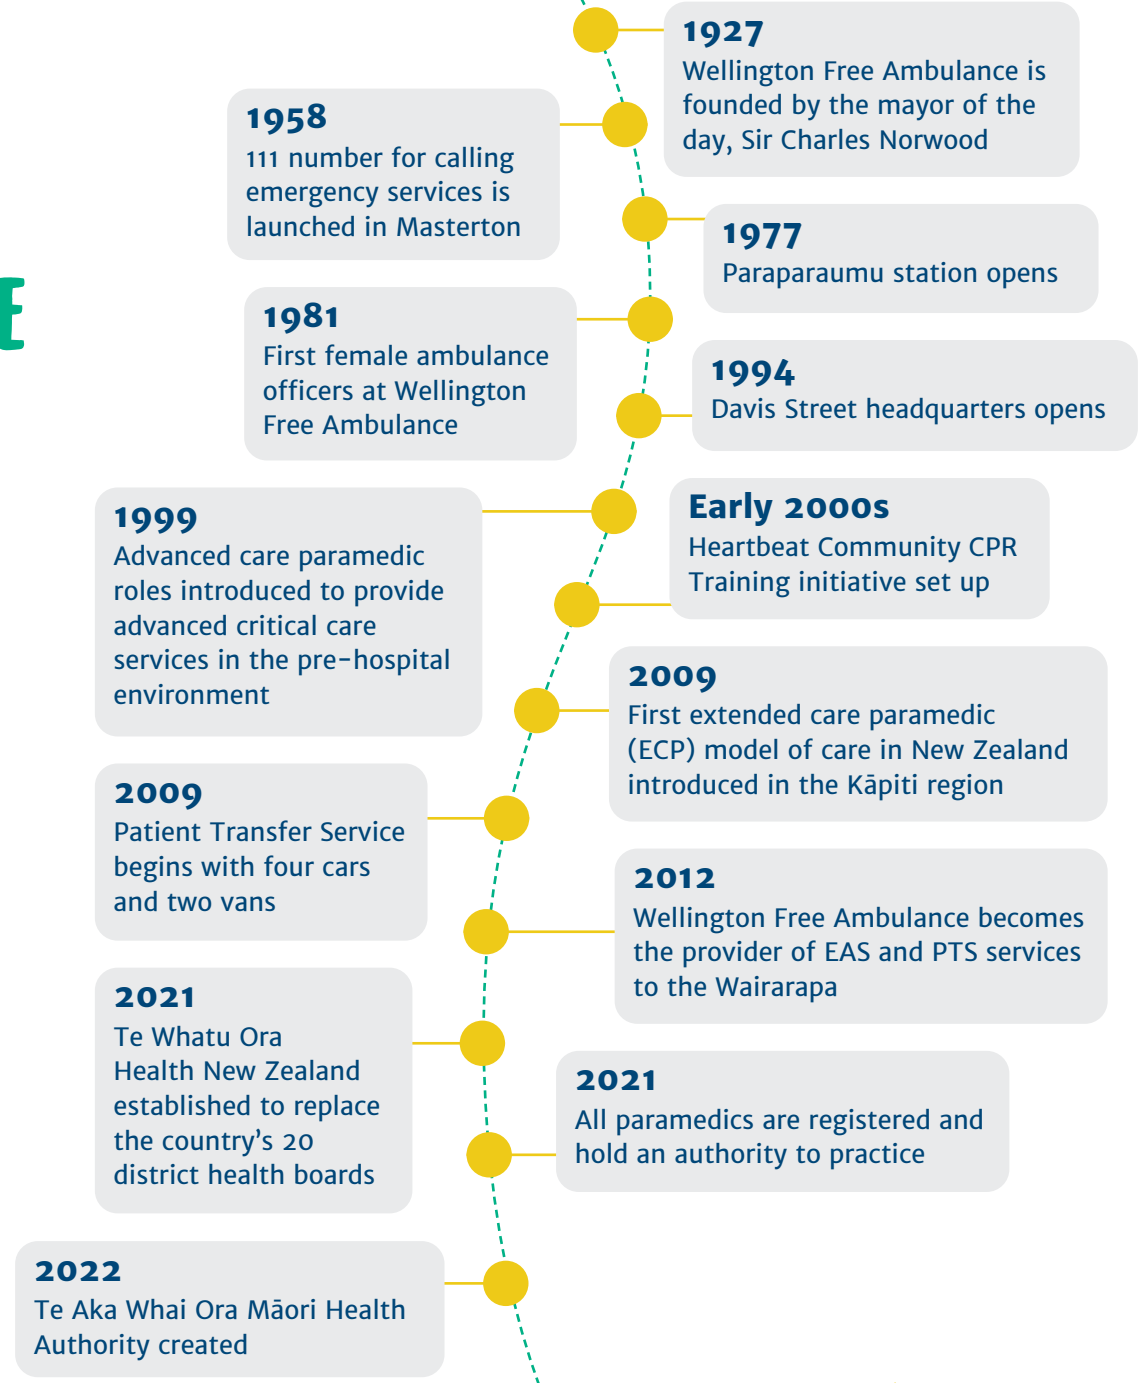 1927
Wellington Free Ambulance is
founded by the mayor of the
day, Sir Charles Norwood
1958
111 number for calling
emergency services is
launched in Masterton
1977
Paraparaumu station opens
E
1981
First female ambulance
officers at Wellington
Free Ambulance
1994
Davis Street headquarters opens
1999
Advanced care paramedic
roles introduced to provide
advanced critical care
services in the pre-hospital
environment
Early 2000s
Heartbeat Community CPR
Training initiative set up
2009
First extended care paramedic
(ECP) model of care in New Zealand
introduced in the Kāpiti region
2009
Patient Transfer Service
begins with four cars
and two vans
2012
Wellington Free Ambulance becomes
the provider of EAS and PTS services
to the Wairarapa
2021
Te Whatu Ora
Health New Zealand
established to replace
the country's 20
district health boards
2021
All paramedics are registered and
hold an authority to practice
2022
Te Aka Whai Ora Māori Health
Authority created